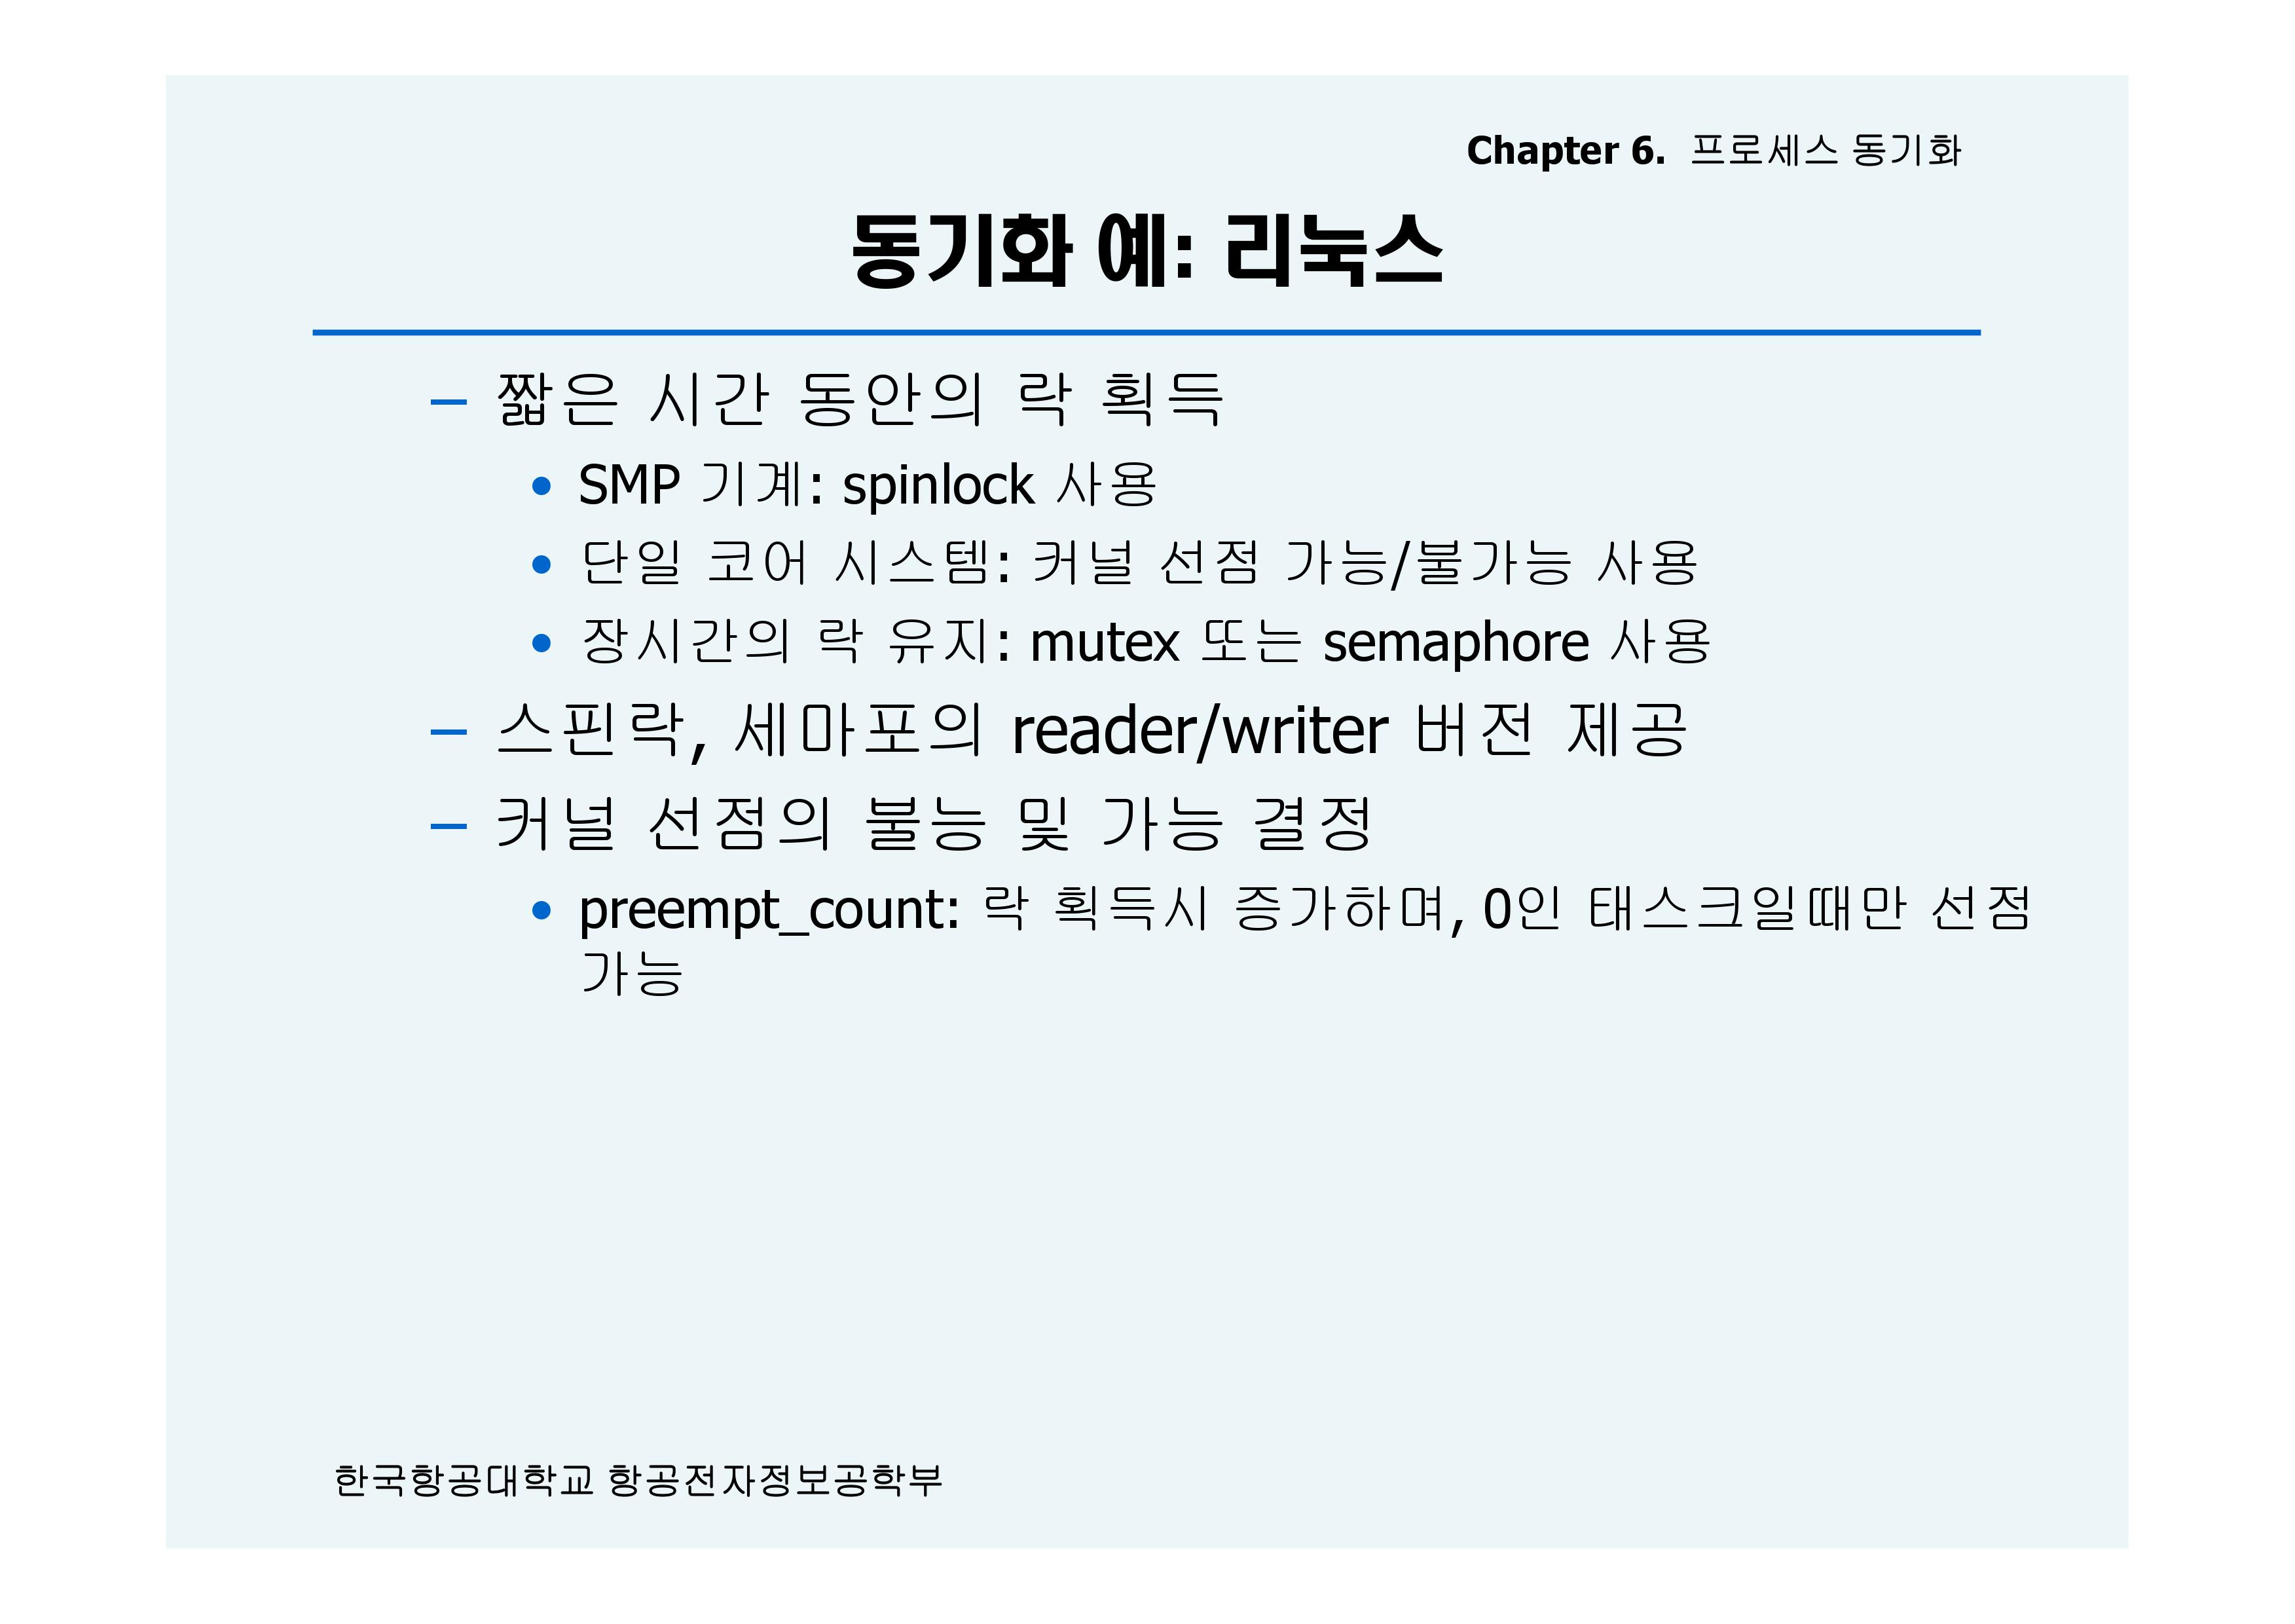 Chapter 6. 프로세스 동기화
동기화 예: 리눅스
– 짧은 시간 동안의 락 획득
• SMP 기계: spinlock 사용
• 단일 코어 시스템: 커널 선점 가능/불가능 사용
• 장시간의 락 유지: mutex 또는 semaphore 사용
– 스핀락, 세마포의 reader/writer 버전 제공
– 커널 선점의 불능 및 가능 결정
• preempt_count: 락 획득시 증가하며, 0인 태스크일때만 선점
가능
한국항공대학교 항공전자정보공학부